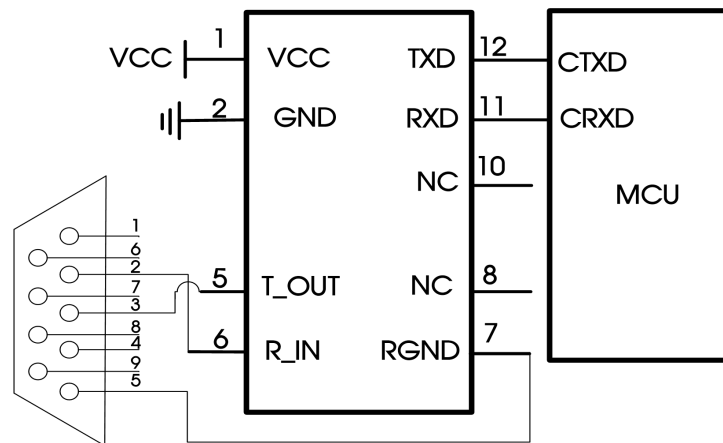 VCC 1 VCC TXD 12 CTXD
2 GND RXD 11 CRXD
NC 10
MCU
1
6
2
7
3
8
4
9
5
5 T_OUT NC 8
6 R_IN RGND 7